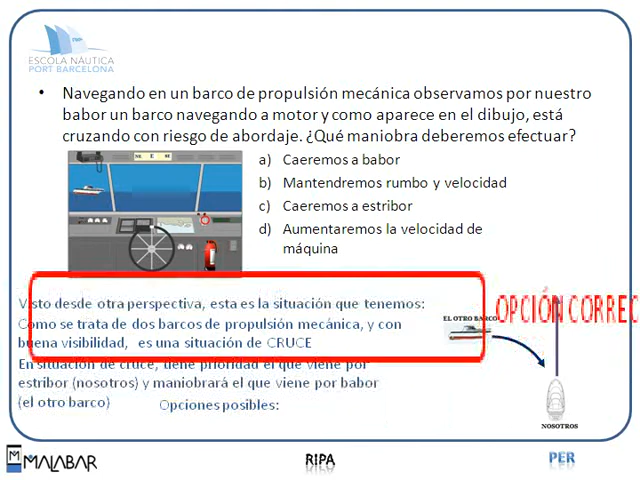 ESCOLA NÀUTICA
PORT BARCELONA
• Navegando en un barco de propulsión mecánica observamos por nuestro
babor un barco navegando a motor y como aparece en el dibujo, está
cruzando con riesgo de abordaje. ¿Qué maniobra deberemos efectuar?
a) Caeremos a babor
b) Mantendremos rumbo y velocidad
c) Caeremos a estribor
d) Aumentaremos la velocidad de
máquina
Visto desde otra perspectiva, esta es la situación que tenemos:
Como se trata de dos barcos de propulsión mecánica, y con
buena visibilidad, es una situación de CRUCE
EL OTRO BARCO
OPCIÓN CORREC
En situación de cruce, tiene prioridad el que viene por
estribor (nosotros) y maniobrará el que viene por babor
(el otro barco)
Opciones posibles:
NOSOTROS
MALABAR
RIPA
PER